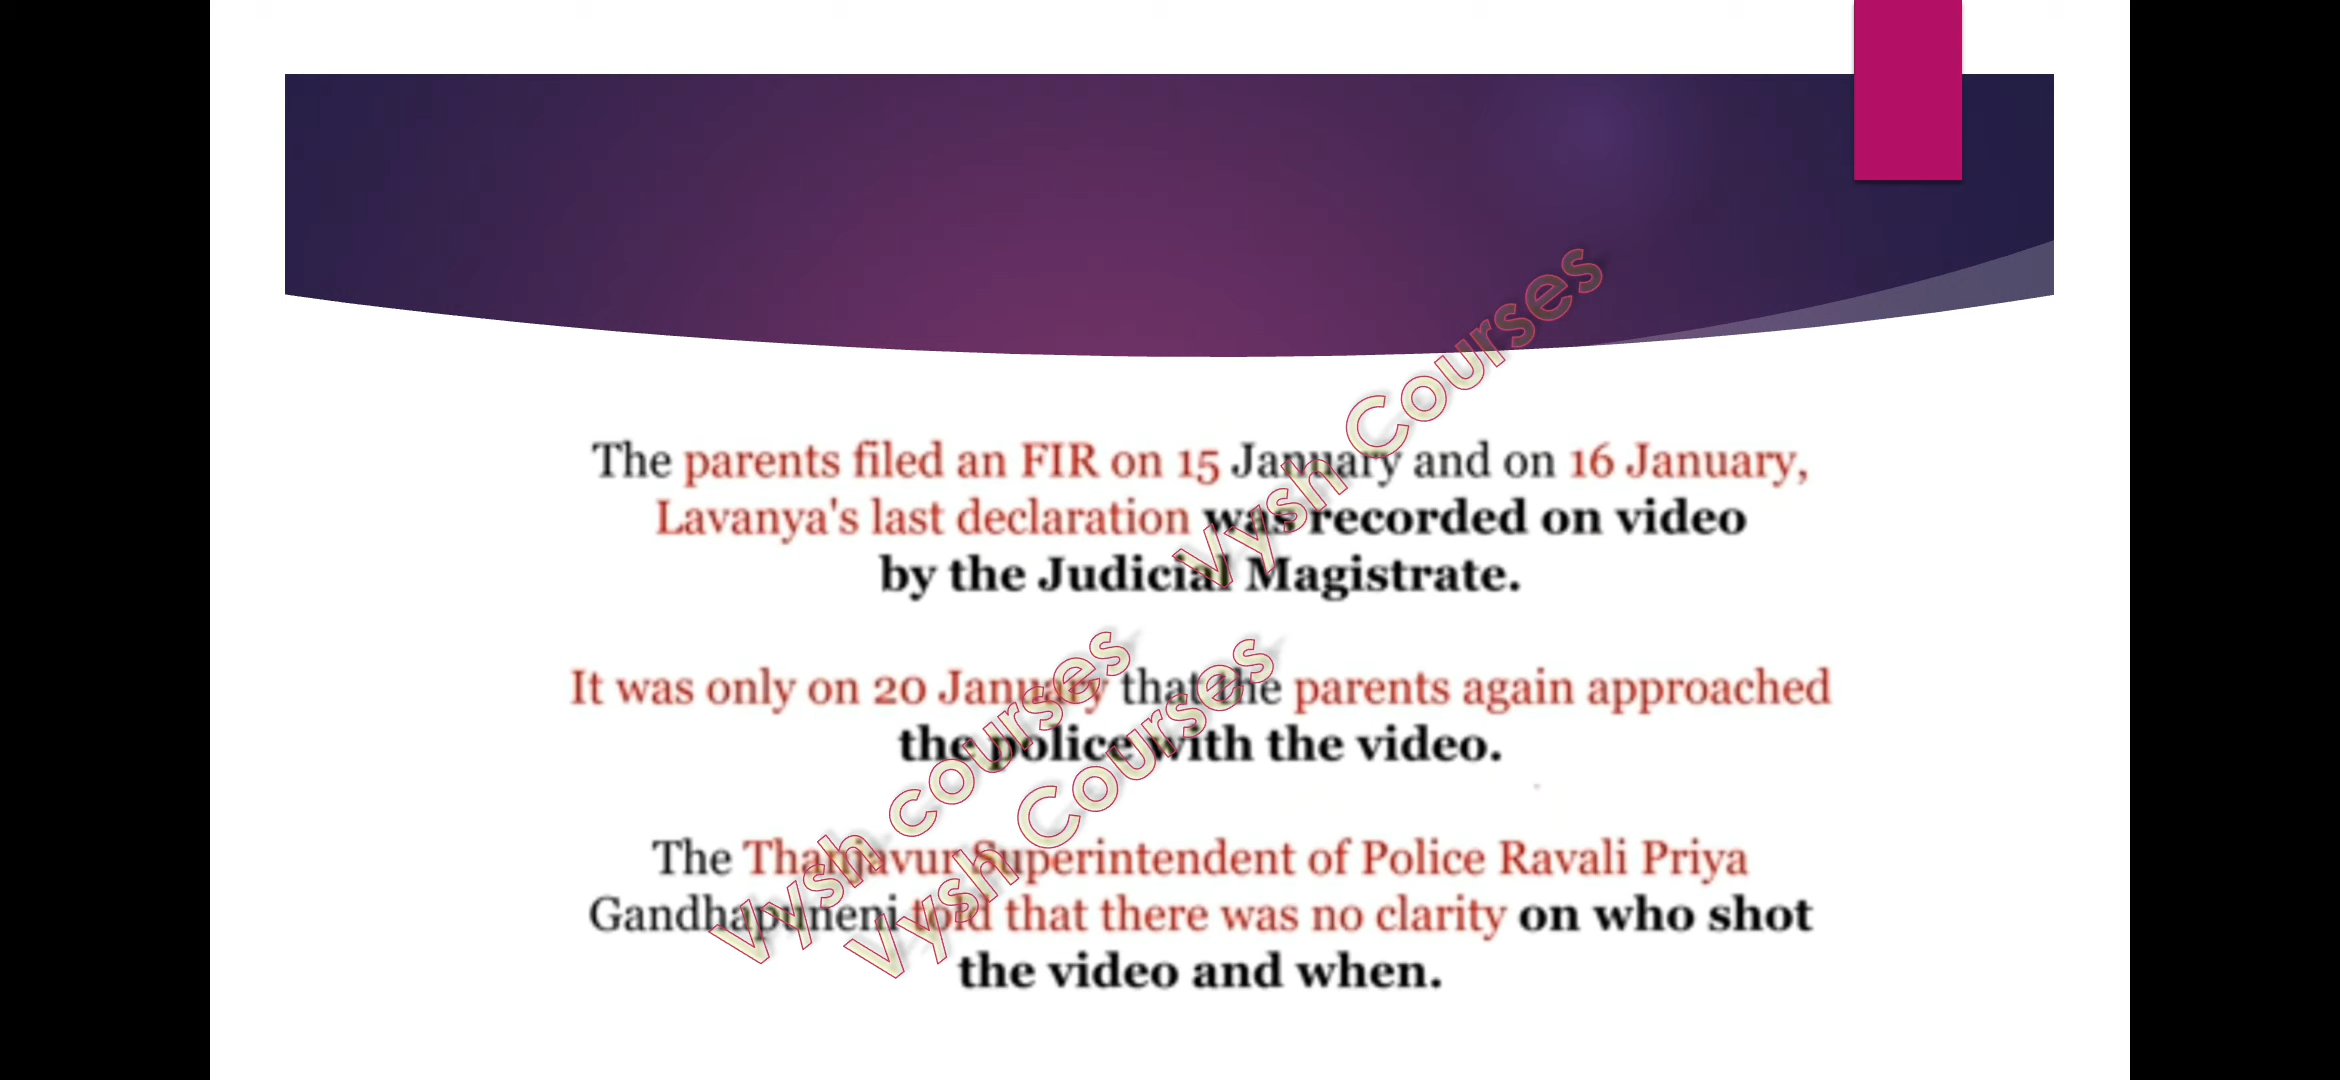 The parents filed an FIR on 15 January and on 16 January,
Lavanya's last declaration was recorded on video
by the Judicial Magistrate.
It was only on 20 January that the parents again approached
the police with the video.
The Thanjavur Superintendent of Police Ravali Priya
Gandhapuneni told that there was no clarity on who shot
the video and when.
Vysh Courses
Vysh courses
Vysh Courses